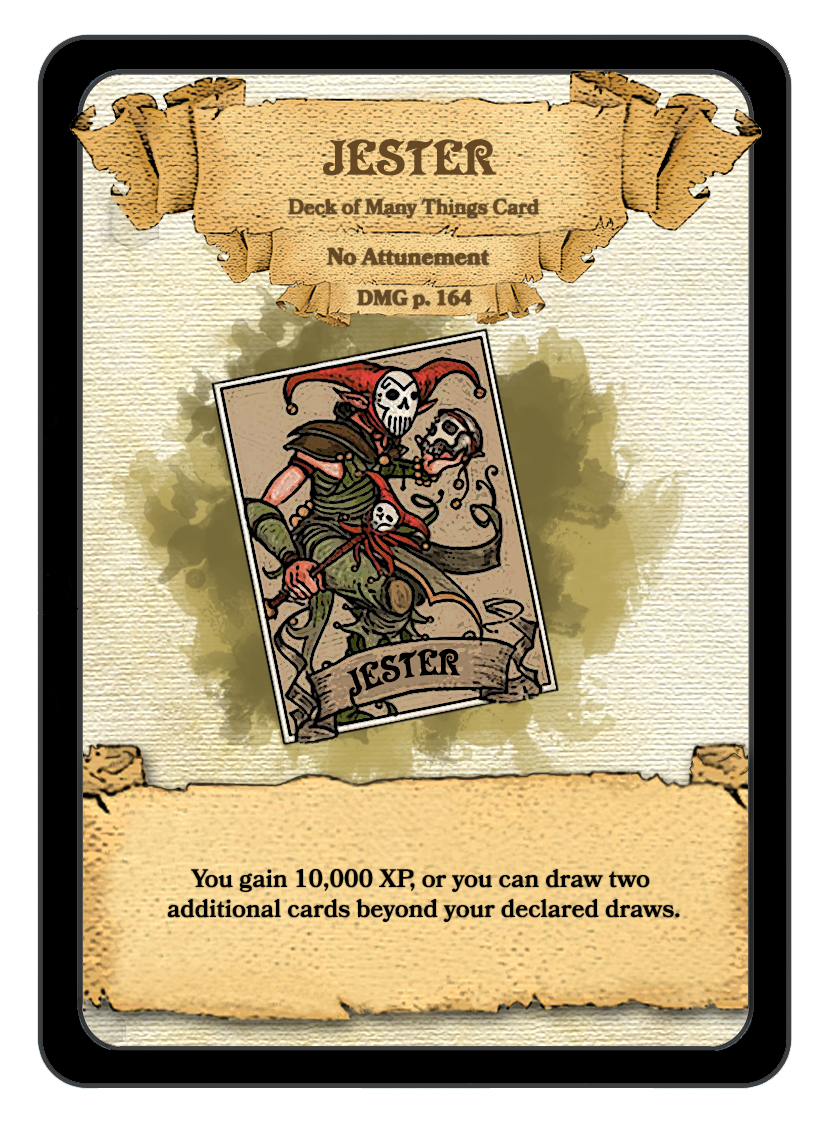 JESTER
Deck of Many Things Card
No Attunement
DMG p. 164
JESTER
You gain 10,000 XP, or you can draw two
additional cards beyond your declared draws.